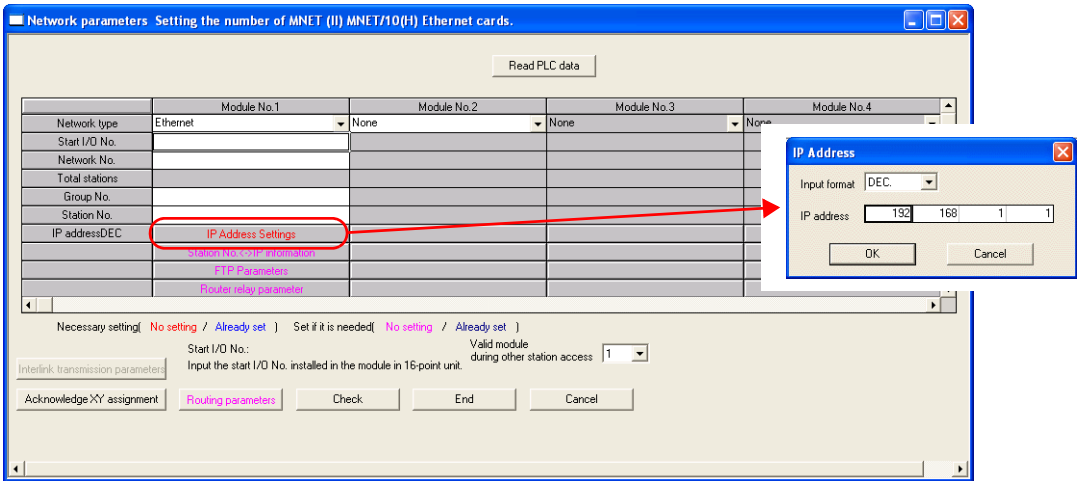 Network parameters  Setting the number of MNET (II) MNET/10(H) Ethernet cards.
Read PLC data
Module No.1 Module No.2 Module No.3 Module No.4
Network type Ethernet None None None
Start I/O No.
Network No.
Total stations
Group No.
Station No.
IP addressDEC IP Address Settings
Station No.<->IP information
FTP Parameters
Router relay parameter
Necessary setting( No setting / Already set ) Set if it is needed( No setting / Already set )
Start I/O No.:
Input the start I/O No. installed in the module in 16-point unit.
Valid module
during other station access 1
Interlink transmission parameters
Acknowledge XY assignment Routing parameters Check End Cancel
IP Address
Input format DEC.
IP address 192 168 1 1
OK Cancel